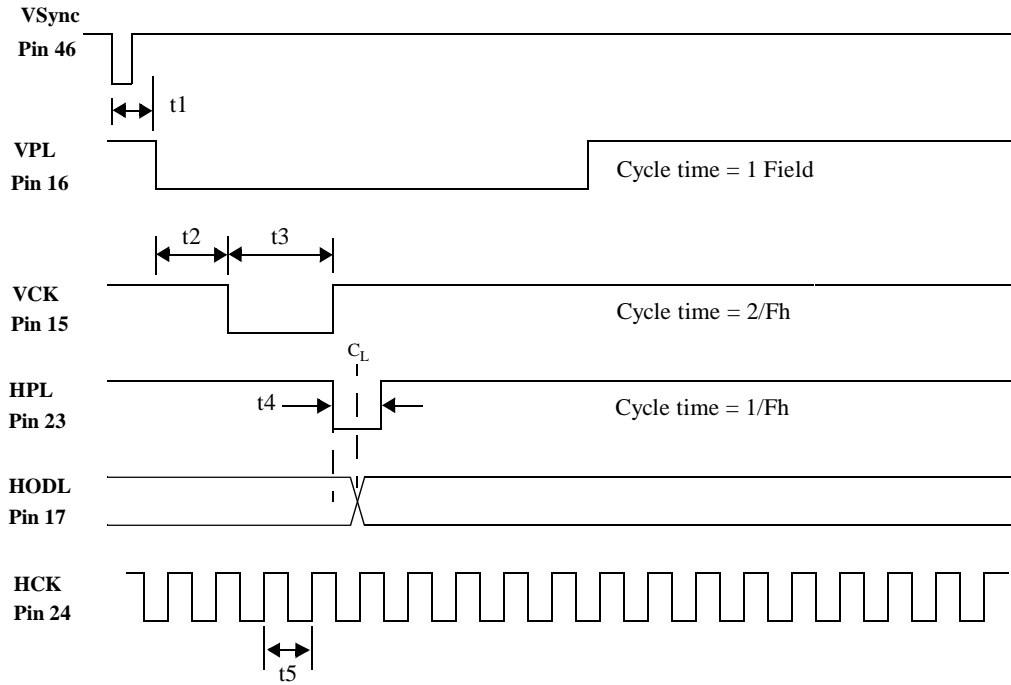 VSync
Pin 46
t1
VPL
Pin 16
Cycle time = 1 Field
t2
t3
VCK
Pin 15
Cycle time = 2/Fh
CL
HPL
Pin 23
t4
Cycle time = 1/Fh
HODL
Pin 17
HCK
Pin 24
t5